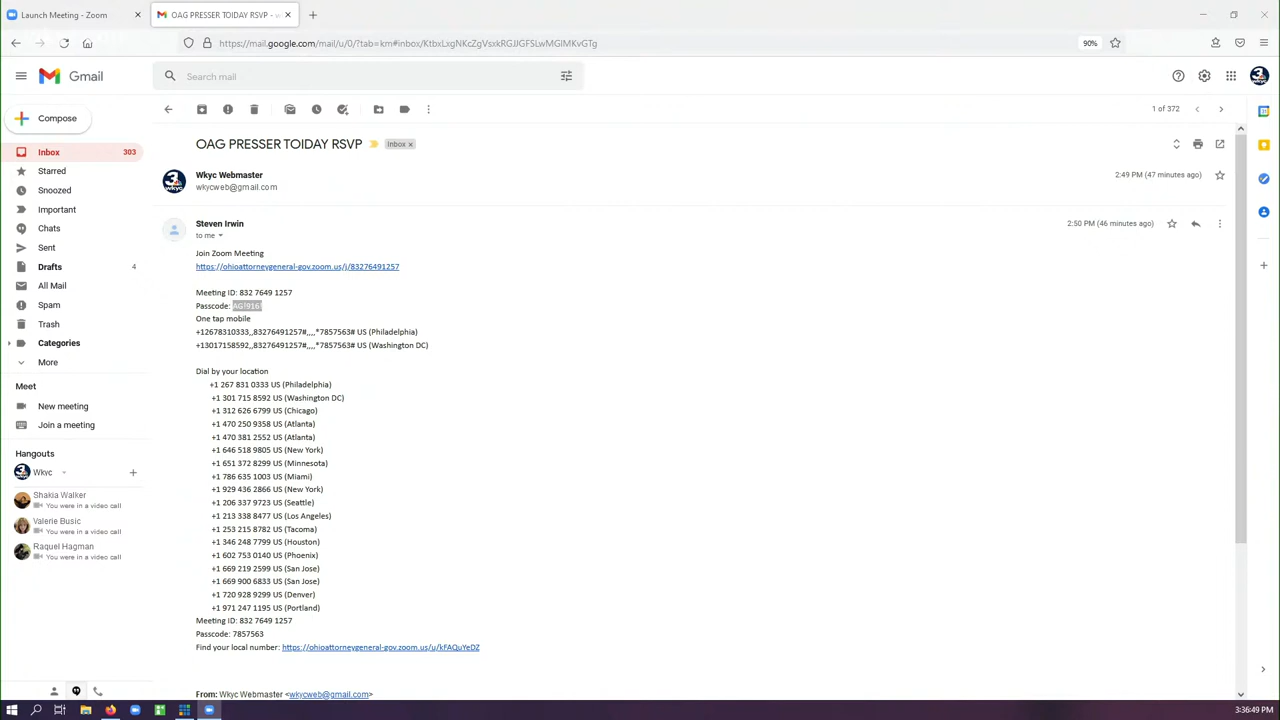 Launch Meeting - Zoom
OAG PRESSER TOIDAY RSVP - w
https://mail.google.com/mail/u/0/?tab=km#inbox/KtbxLxgNKcZgVsxkRGJJGFSLwMGlMKvGTg
90%
Gmail
Search mail
Compose
1 of 372
Inbox 303
Starred
Snoozed
Important
Chats
Sent
Drafts 4
All Mail
Spam
Trash
Categories
More
Meet
New meeting
Join a meeting
Hangouts
Wkyc
Shakia Walker
You were in a video call
Valerie Busic
You were in a video call
Raquel Hagman
You were in a video call
OAG PRESSER TOIDAY RSVP
Inbox x
Wkyc Webmaster
2:49 PM (47 minutes ago)
wkycweb@gmail.com
Steven Irwin
2:50 PM (46 minutes ago)
to me
Join Zoom Meeting
https://ohioattorneygeneral-gov.zoom.us/j/83276491257
Meeting ID: 832 7649 1257
Passcode:
One tap mobile
+12678310333,,83276491257#,,,,*7857563# US (Philadelphia)
+13017158592,,83276491257#,,,,*7857563# US (Washington DC)
Dial by your location
+1 267 831 0333 US (Philadelphia)
+1 301 715 8592 US (Washington DC)
+1 312 626 6799 US (Chicago)
+1 470 250 9358 US (Atlanta)
+1 470 381 2552 US (Atlanta)
+1 646 518 9805 US (New York)
+1 651 372 8299 US (Minnesota)
+1 786 635 1003 US (Miami)
+1 929 436 2866 US (New York)
+1 206 337 9723 US (Seattle)
+1 213 338 8477 US (Los Angeles)
+1 253 215 8782 US (Tacoma)
+1 346 248 7799 US (Houston)
+1 602 753 0140 US (Phoenix)
+1 669 219 2599 US (San Jose)
+1 669 900 6833 US (San Jose)
+1 720 928 9299 US (Denver)
+1 971 247 1195 US (Portland)
Meeting ID: 832 7649 1257
Passcode: 7857563
Find your local number: https://ohioattorneygeneral-gov.zoom.us/u/kFAQuYeDZ
From: Wkyc Webmaster <wkycweb@gmail.com>
3:36:49 PM